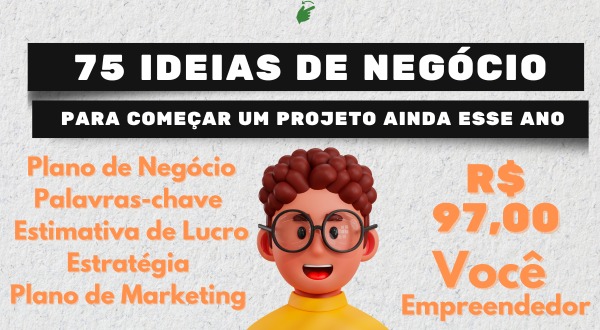 75 IDEIAS DE NEGÓCIO
PARA COMEÇAR UM PROJETO AINDA ESSE ANO
Plano de Negócio
Palavras-chave
Estimativa de Lucro
Estratégia
Plano de Marketing
R$
97,00
Você
Empreendedor